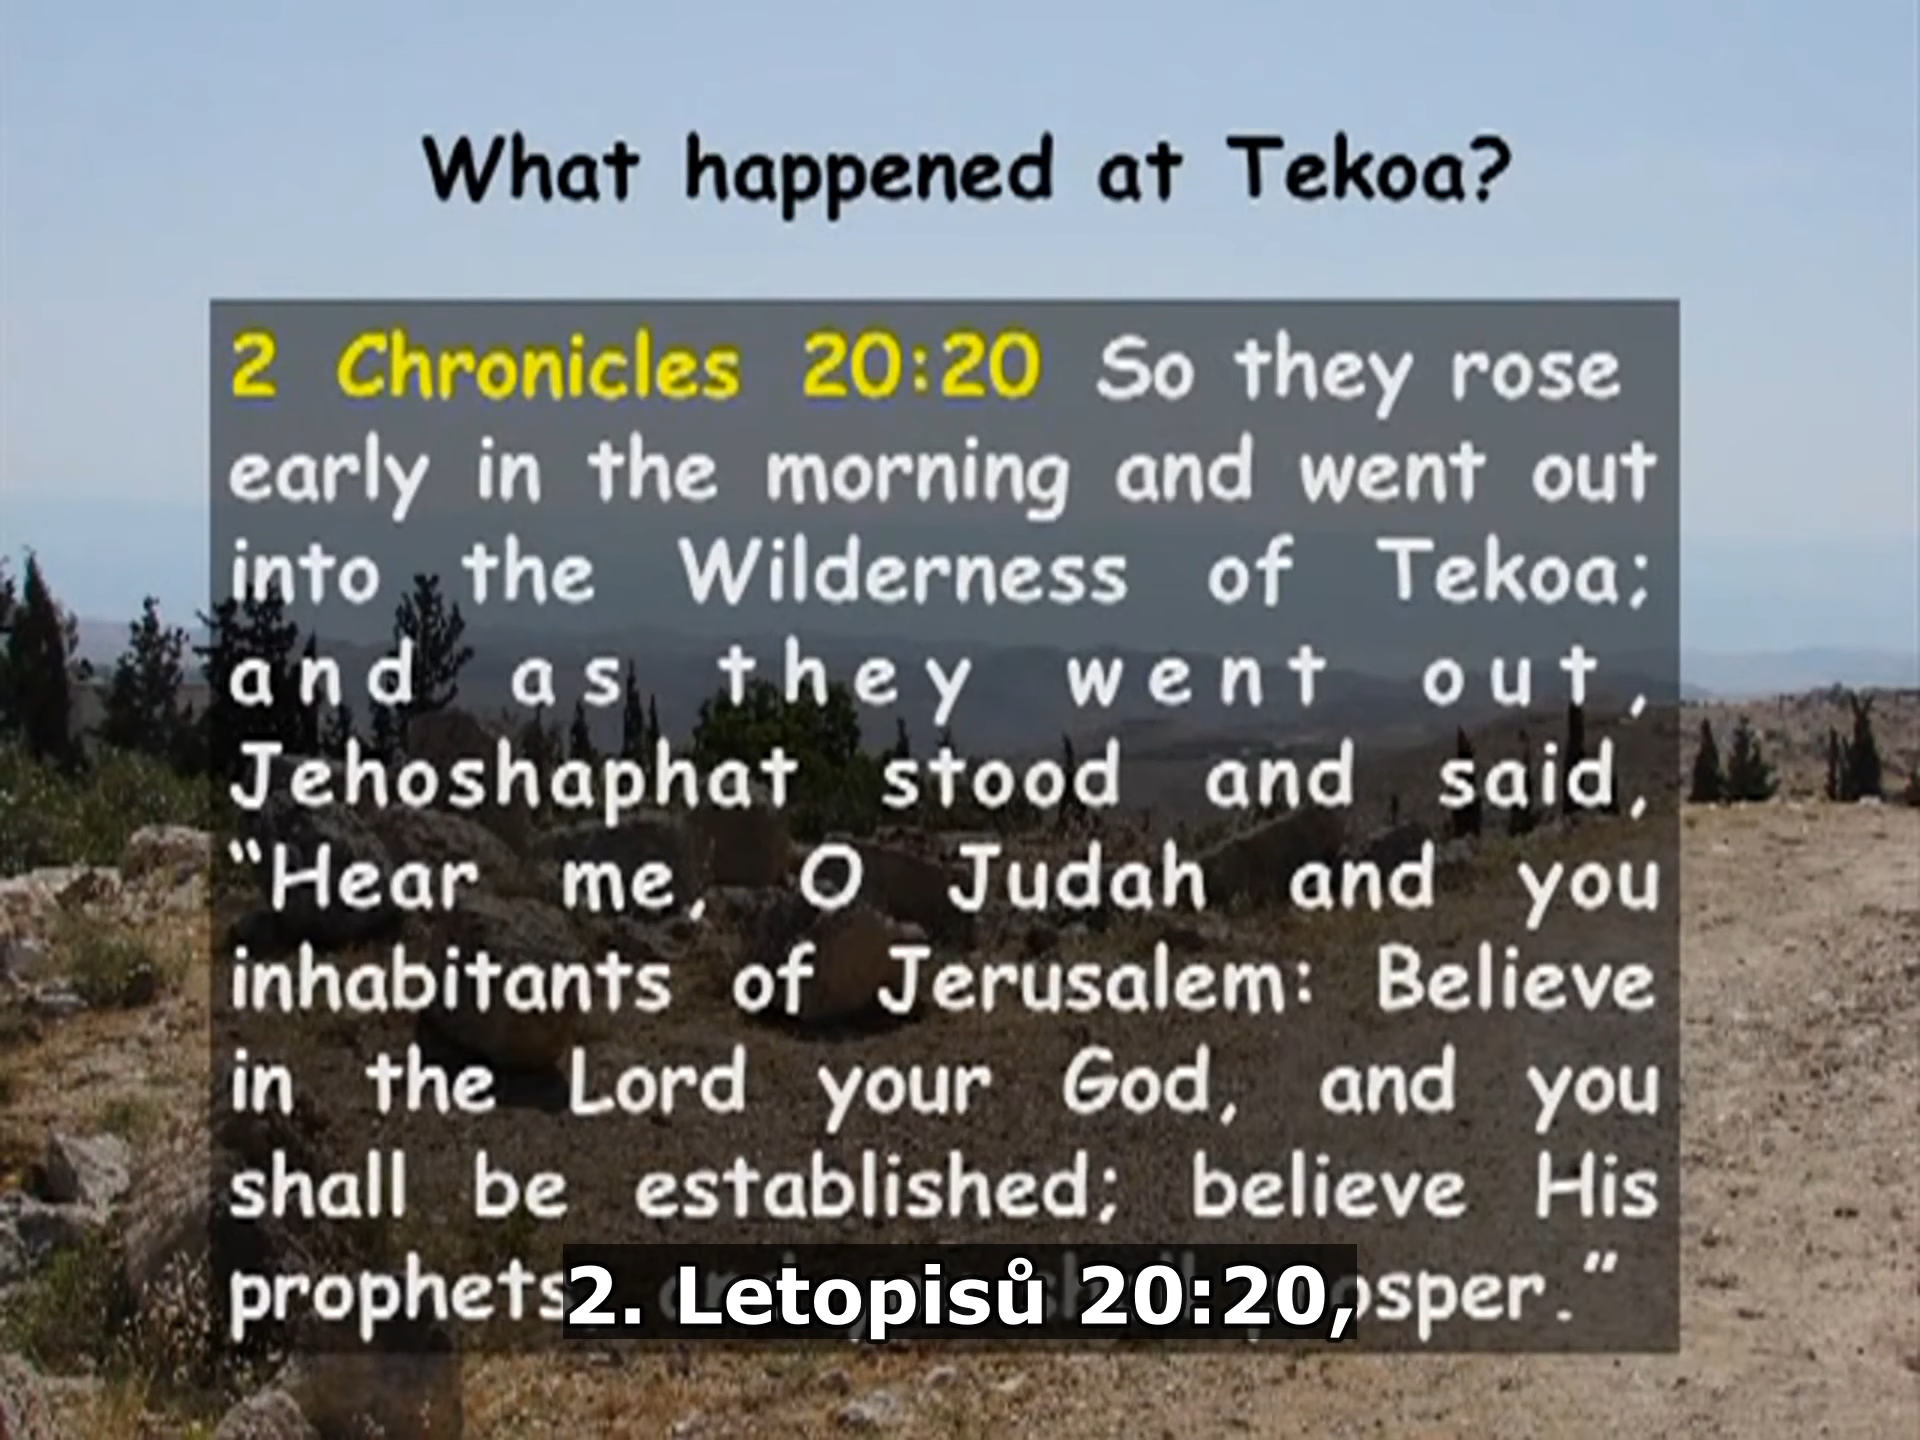 What happened at Tekoa?
2 Chronicles 20:20 So they rose
early in the morning and went out
into the Wilderness of Tekoa;
and as they went out,
Jehoshaphat stood and said,
“Hear me, O Judah and you
inhabitants of Jerusalem: Believe
in the Lord your God, and you
shall be established; believe His
prophets
2. Letopisů 20:20,